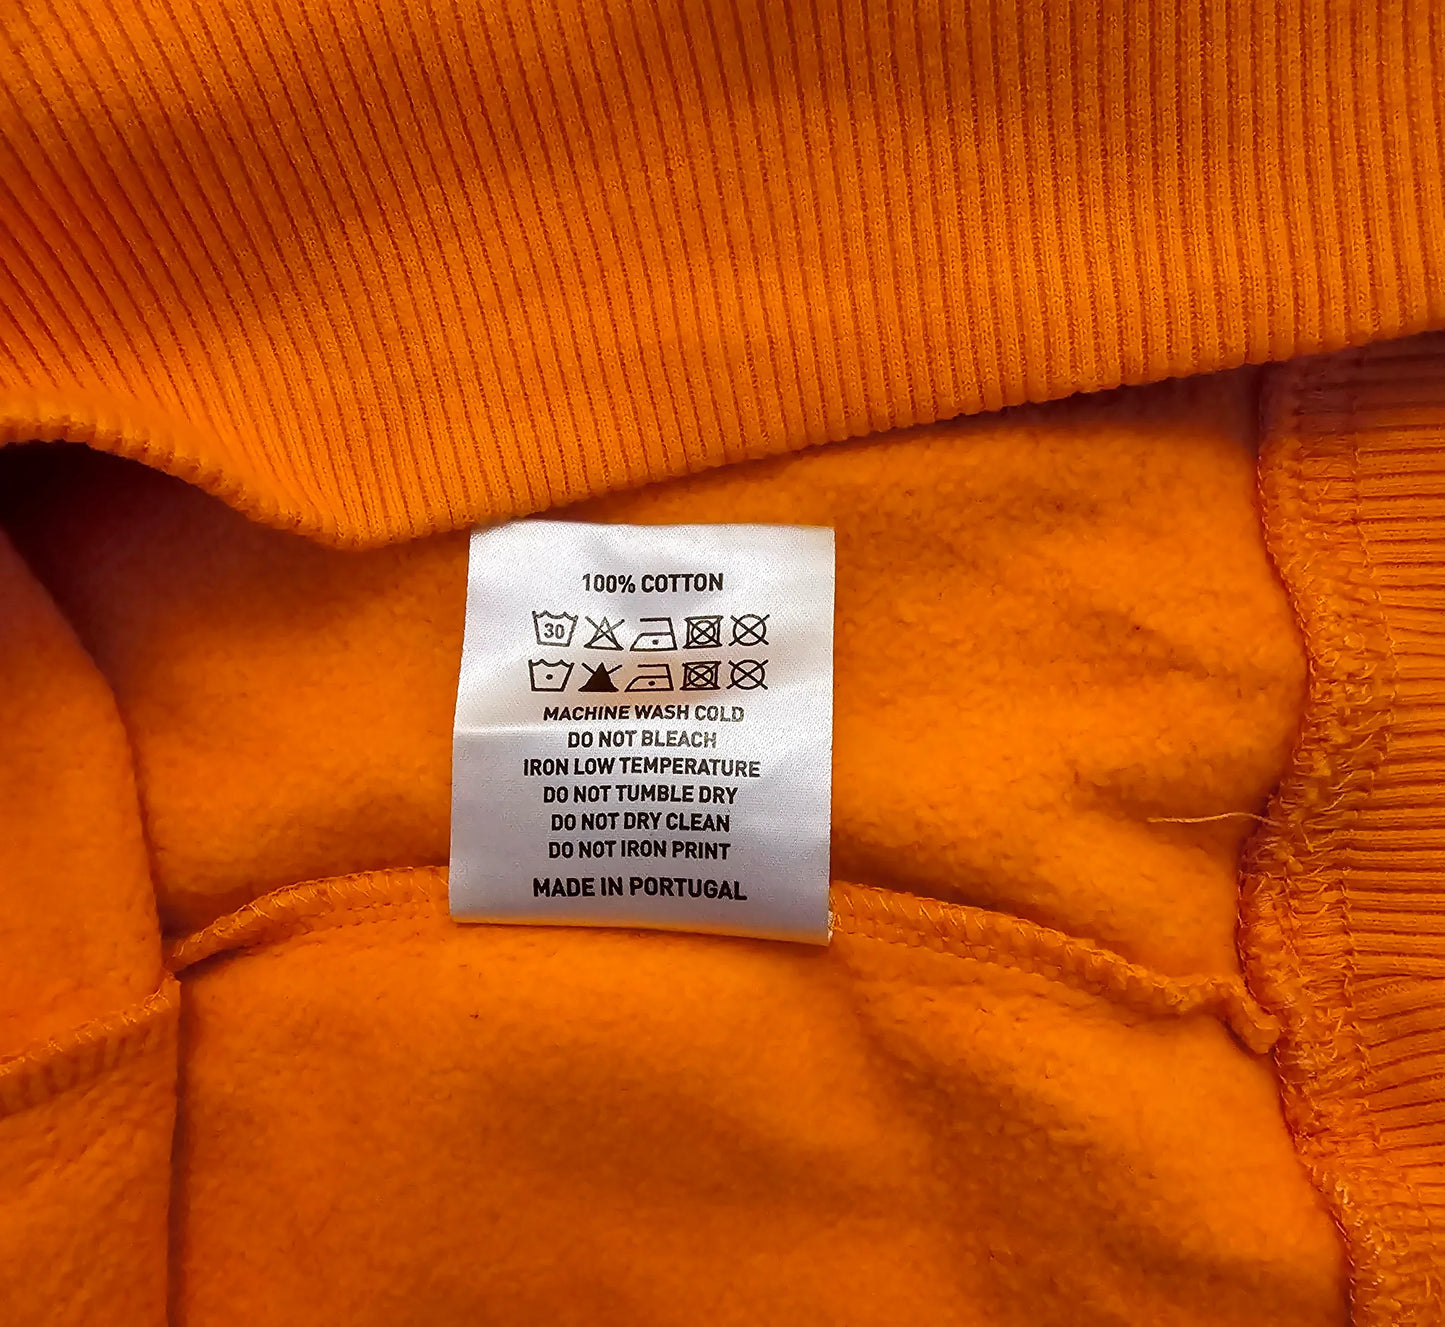 100% COTTON
30
MACHINE WASH COLD
DO NOT BLEACH
IRON LOW TEMPERATURE
DO NOT TUMBLE DRY
DO NOT DRY CLEAN
DO NOT IRON PRINT
MADE IN PORTUGAL